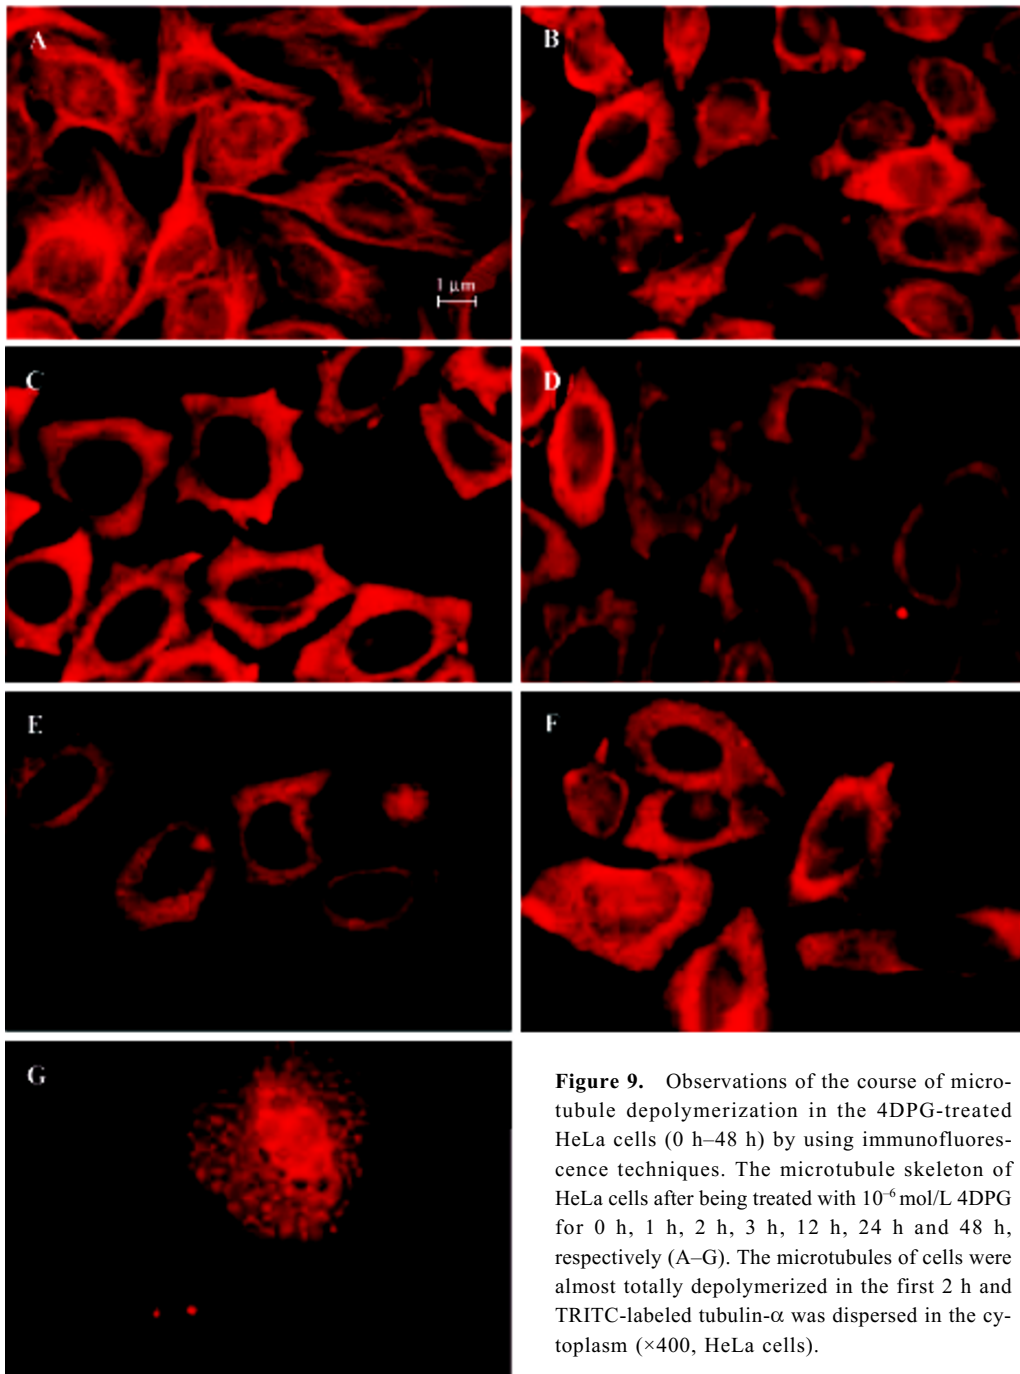 A
B
1 μm
C
D
E
F
G
Figure 9. Observations of the course of micro-
tubule depolymerization in the 4DPG-treated
HeLa cells (0 h–48 h) by using immunofluores-
cence techniques. The microtubule skeleton of
HeLa cells after being treated with 10⁻⁶ mol/L 4DPG
for 0 h, 1 h, 2 h, 3 h, 12 h, 24 h and 48 h,
respectively (A–G). The microtubules of cells were
almost totally depolymerized in the first 2 h and
TRITC-labeled tubulin-α was dispersed in the cy-
toplasm (×400, HeLa cells).